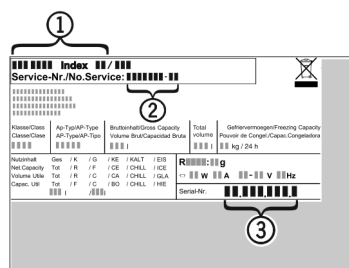 1
Index /
Service-Nr./No.Service: -
2
Klasse/Class Ap-Typ/AP-Type Bruttoinhalt/Gross Capacity Total Gefriervermoegen/Freezing Capacity
Classe/Clase AP-Type/AP-Tipo Volume Brut/Capacidad Bruta volume Pouvoir de Congel./Capac.Congeladora
l l kg / 24 h
Nutzinhalt Ges / K / G / KE / KALT / EIS
Net.Capacity Tot / R / F / CE / CHILL / ICE
Volume Utile Tot / R / C / CA / CHILL / GLA
Capac. Util Tot / F / C / BO / CHILL / HIE
l / l
R : g
W A - V Hz
Serial-Nr. . . .
3